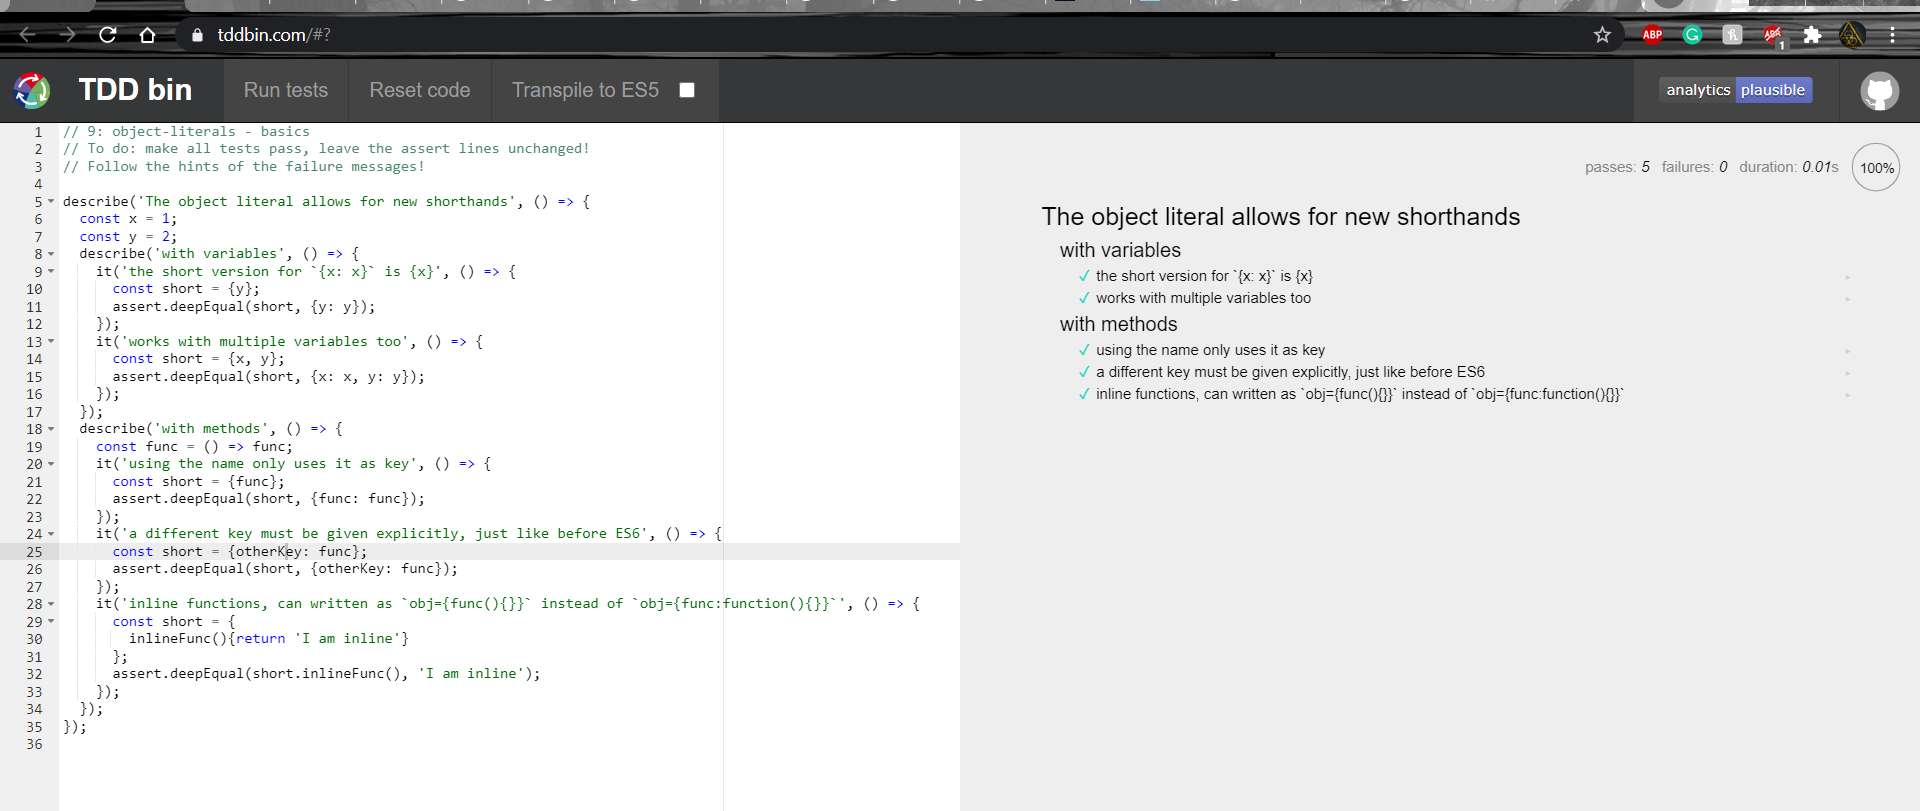 tddbin.com/#?
ABP
1
TDD bin
Run tests
Reset code
Transpile to ES5
analytics plausible
1 // 9: object-literals - basics
2 // To do: make all tests pass, leave the assert lines unchanged!
3 // Follow the hints of the failure messages!
4
5 describe('The object literal allows for new shorthands', () => {
6 const x = 1;
7 const y = 2;
8 describe('with variables', () => {
9 it('the short version for `{x: x}` is {x}', () => {
10 const short = {y};
11 assert.deepEqual(short, {y: y});
12 });
13 it('works with multiple variables too', () => {
14 const short = {x, y};
15 assert.deepEqual(short, {x: x, y: y});
16 });
17 });
18 describe('with methods', () => {
19 const func = () => func;
20 it('using the name only uses it as key', () => {
21 const short = {func};
22 assert.deepEqual(short, {func: func});
23 });
24 it('a different key must be given explicitly, just like before ES6', () => {
25 const short = {otherKey: func};
26 assert.deepEqual(short, {otherKey: func});
27 });
28 it('inline functions, can written as `obj={func(){}}` instead of `obj={func:function(){}}`', () => {
29 const short = {
30 inlineFunc(){return 'I am inline'}
31 };
32 assert.deepEqual(short.inlineFunc(), 'I am inline');
33 });
34 });
35 });
36
passes: 5 failures: 0 duration: 0.01s 100%
The object literal allows for new shorthands
with variables
✓ the short version for `{x: x}` is {x}
✓ works with multiple variables too
with methods
✓ using the name only uses it as key
✓ a different key must be given explicitly, just like before ES6
✓ inline functions, can written as `obj={func(){}}` instead of `obj={func:function(){}}`